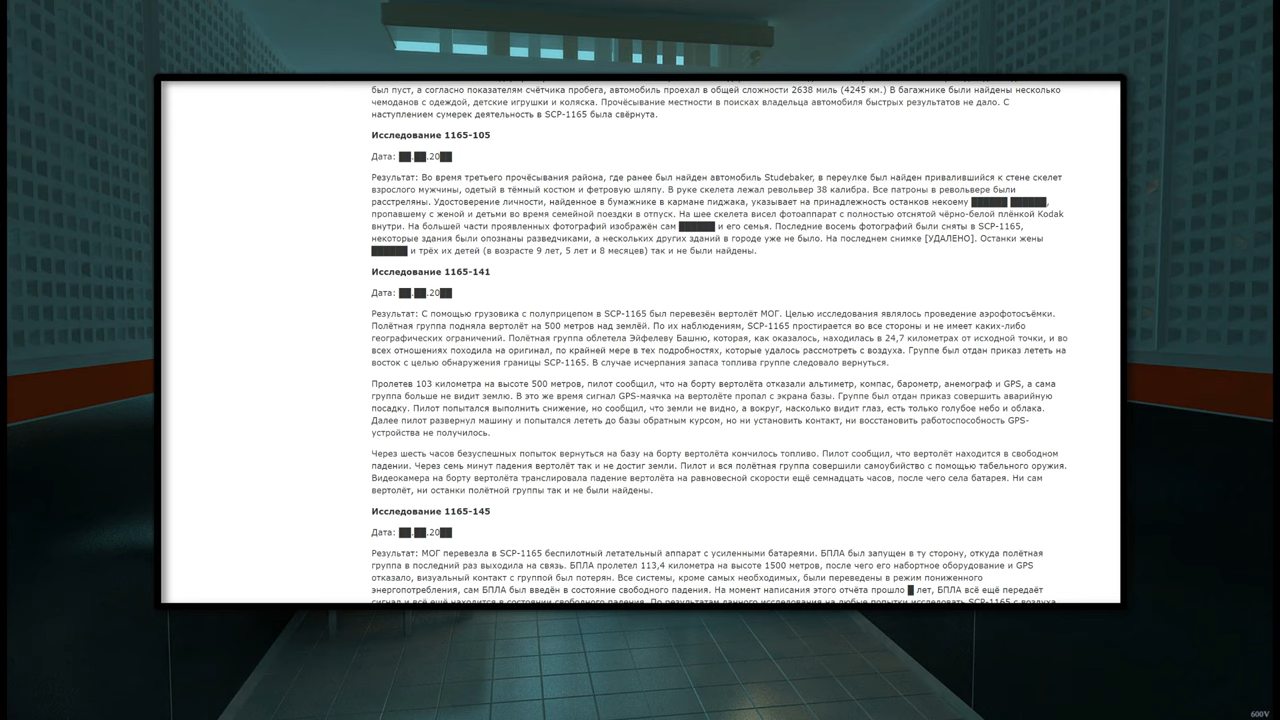 был пуст, а согласно показателям счётчика пробега, автомобиль проехал в общей сложности 2638 миль (4245 км.) В багажнике были найдены несколько
чемоданов с одеждой, детские игрушки и коляска. Прочёсывание местности в поисках владельца автомобиля быстрых результатов не дало. С
наступлением сумерек деятельность в SCP-1165 была свёрнута.
Исследование 1165-105
Дата: ██.██.20██
Результат: Во время третьего прочёсывания района, где ранее был найден автомобиль Studebaker, в переулке был найден привалившийся к стене скелет
взрослого мужчины, одетый в тёмный костюм и фетровую шляпу. В руке скелета лежал револьвер 38 калибра. Все патроны в револьвере были
расстреляны. Удостоверение личности, найденное в бумажнике в кармане пиджака, указывает на принадлежность останков некоему ██████ ██████,
пропавшему с женой и детьми во время семейной поездки в отпуск. На шее скелета висел фотоаппарат с полностью отснятой чёрно-белой плёнкой Kodak
внутри. На большей части проявленных фотографий изображён сам ██████ и его семья. Последние восемь фотографий были сняты в SCP-1165,
некоторые здания были опознаны разведчиками, а нескольких других зданий в городе уже не было. На последнем снимке [УДАЛЕНО]. Останки жены
██████ и трёх их детей (в возрасте 9 лет, 5 лет и 8 месяцев) так и не были найдены.
Исследование 1165-141
Дата: ██.██.20██
Результат: С помощью грузовика с полуприцепом в SCP-1165 был перевезён вертолёт МОГ. Целью исследования являлось проведение аэрофотосъёмки.
Полётная группа подняла вертолёт на 500 метров над землёй. По их наблюдениям, SCP-1165 простирается во все стороны и не имеет каких-либо
географических ограничений. Полётная группа облетела Эйфелеву Башню, которая, как оказалось, находилась в 24,7 километрах от исходной точки, и во
всех отношениях походила на оригинал, по крайней мере в тех подробностях, которые удалось рассмотреть с воздуха. Группе был отдан приказ лететь на
восток с целью обнаружения границы SCP-1165. В случае исчерпания запаса топлива группе следовало вернуться.
Пролетев 103 километра на высоте 500 метров, пилот сообщил, что на борту вертолёта отказали альтиметр, компас, барометр, анемограф и GPS, а сама
группа больше не видит землю. В это же время сигнал GPS-маячка на вертолёте пропал с экрана базы. Группе был отдан приказ совершить аварийную
посадку. Пилот попытался выполнить снижение, но сообщил, что земли не видно, а вокруг, насколько видит глаз, есть только голубое небо и облака.
Далее пилот развернул машину и попытался лететь до базы обратным курсом, но ни установить контакт, ни восстановить работоспособность GPS-
устройства не получилось.
Через шесть часов безуспешных попыток вернуться на базу на борту вертолёта кончилось топливо. Пилот сообщил, что вертолёт находится в свободном
падении. Через семь минут падения вертолёт так и не достиг земли. Пилот и вся полётная группа совершили самоубийство с помощью табельного оружия.
Видеокамера на борту вертолёта транслировала падение вертолёта на равновесной скорости ещё семнадцать часов, после чего села батарея. Ни сам
вертолёт, ни останки полётной группы так и не были найдены.
Исследование 1165-145
Дата: ██.██.20██
Результат: МОГ перевезла в SCP-1165 беспилотный летательный аппарат с усиленными батареями. БПЛА был запущен в ту сторону, откуда полётная
группа в последний раз выходила на связь. БПЛА пролетел 113,4 километра на высоте 1500 метров, после чего его набортное оборудование и GPS
отказало, визуальный контакт с группой был потерян. Все системы, кроме самых необходимых, были переведены в режим пониженного
энергопотребления, сам БПЛА был введён в состояние свободного падения. На момент написания этого отчёта прошло █ лет, БПЛА всё ещё передаёт
сигнал и всё ещё находится в состоянии свободного падения. По результатам данного исследования на любые попытки исследовать SCP-1165 с воздуха
600V